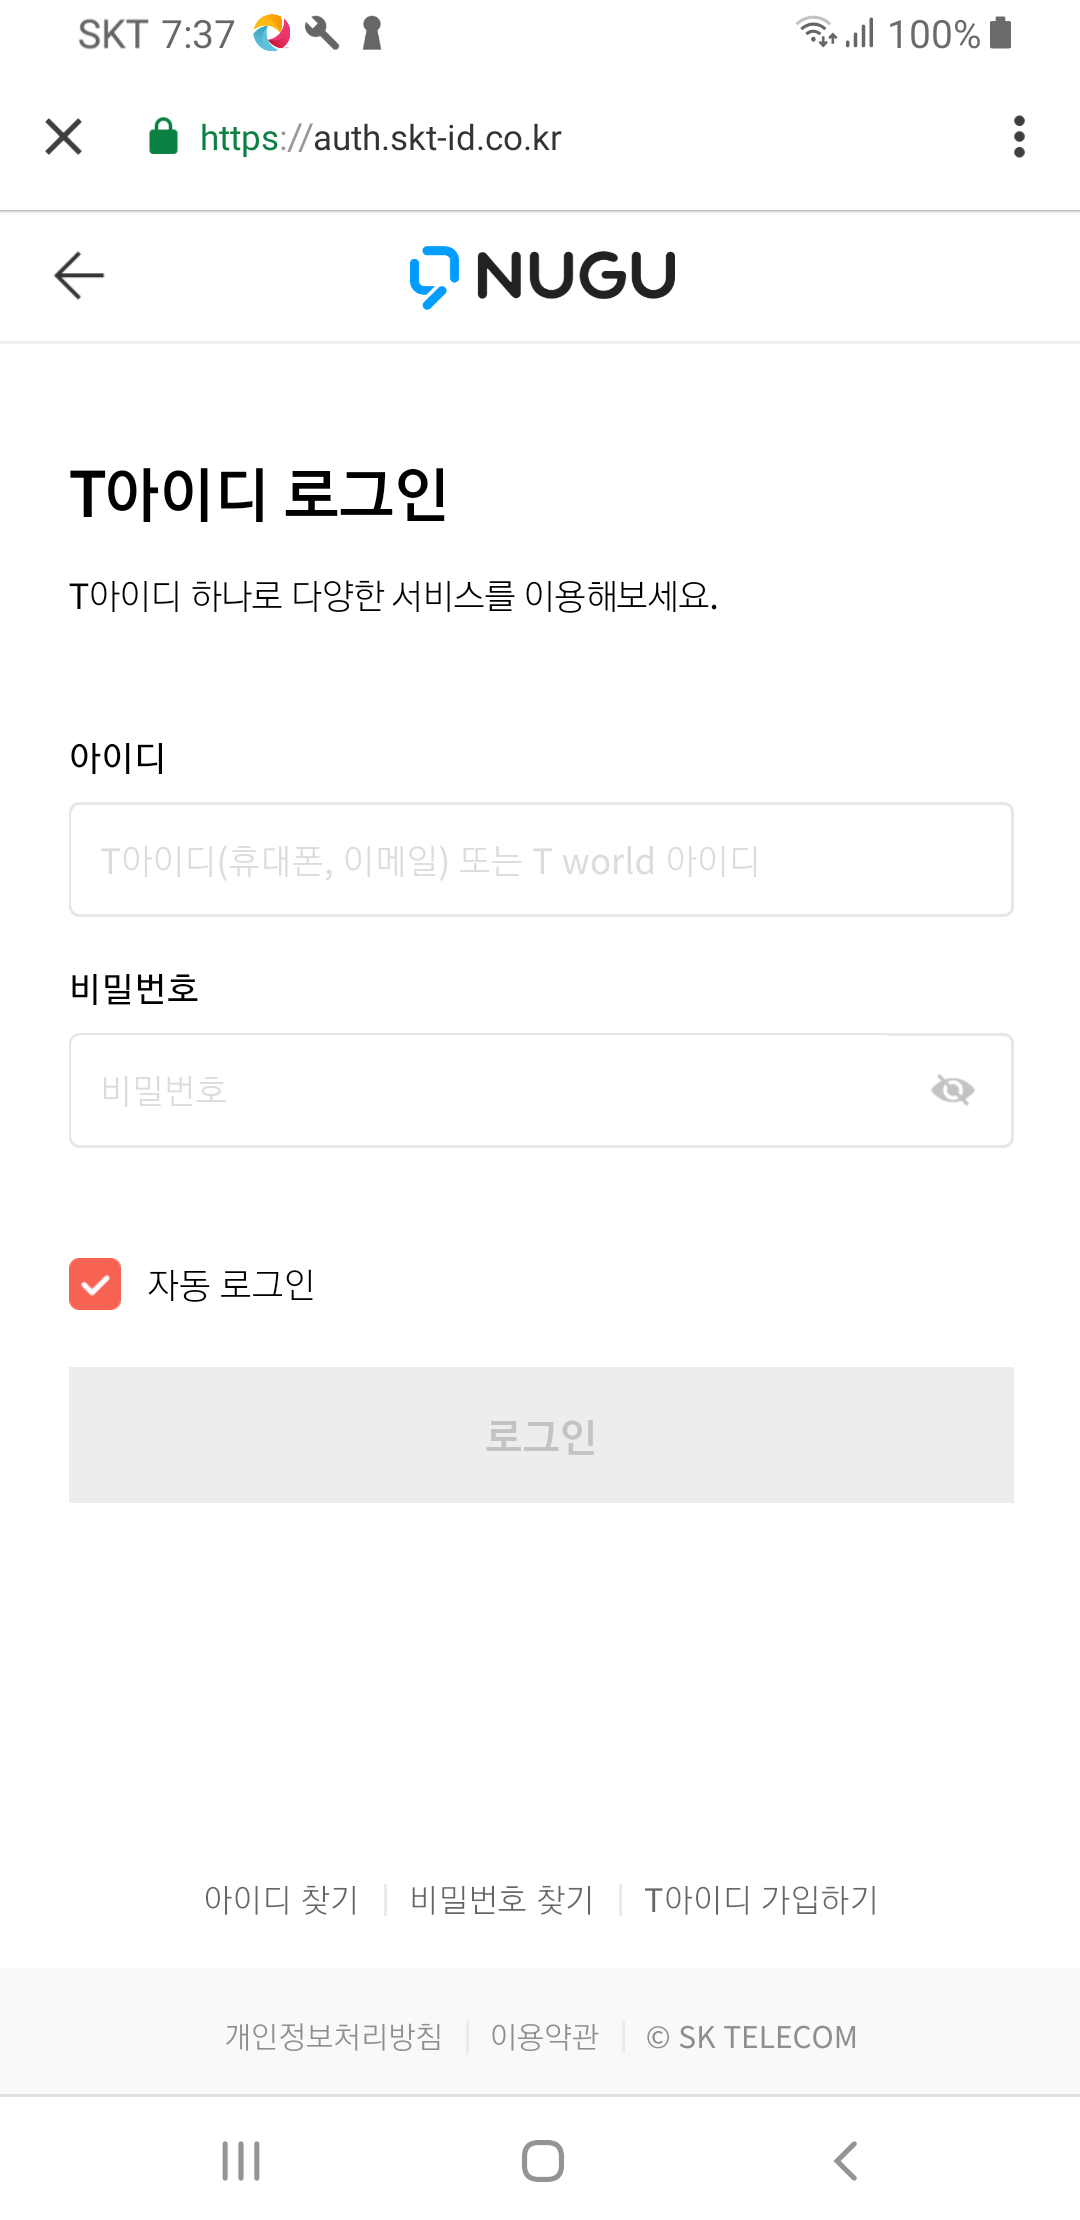 SKT 7:37 100%
https://auth.skt-id.co.kr
NUGU
T아이디 로그인
T아이디 하나로 다양한 서비스를 이용해보세요.
아이디
T아이디(휴대폰, 이메일) 또는 T world 아이디
비밀번호
비밀번호
자동 로그인
로그인
아이디 찾기 비밀번호 찾기 T아이디 가입하기
개인정보처리방침 이용약관 © SK TELECOM